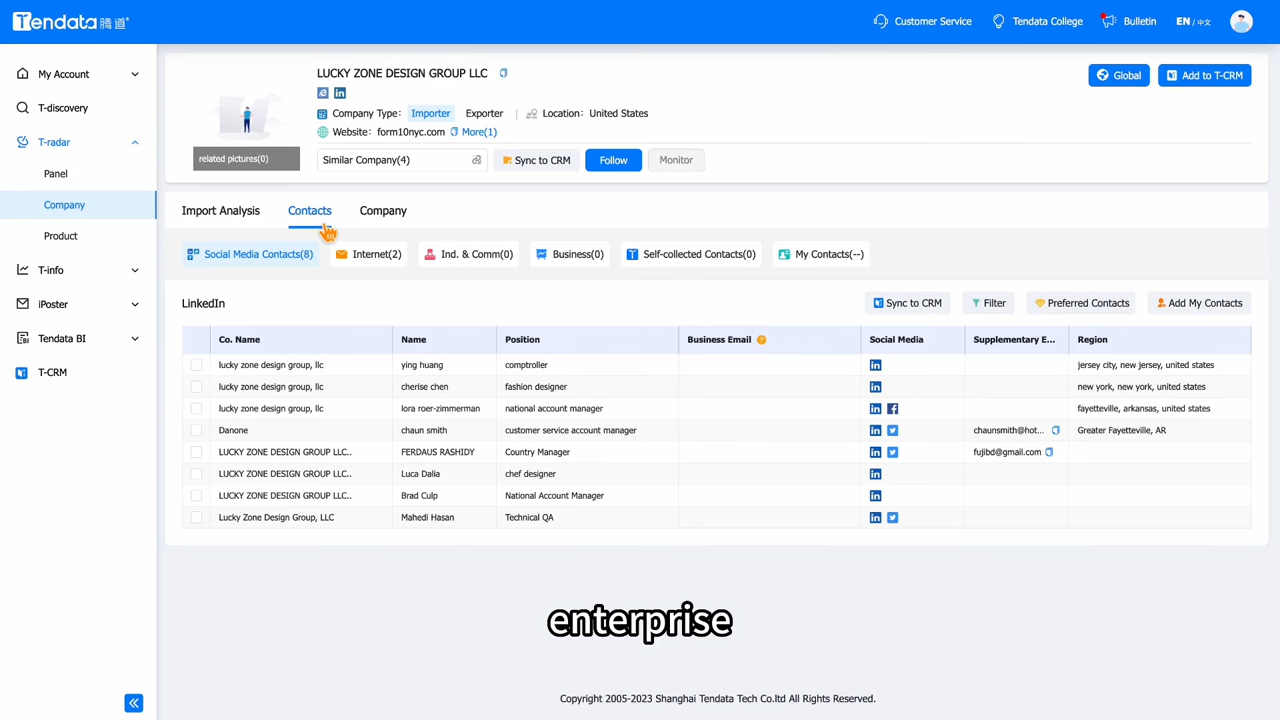 Tendata 腾道®
Customer Service
Tendata College
Bulletin
EN / 中文
My Account
T-discovery
T-radar
Panel
Company
Product
T-info
iPoster
Tendata BI
T-CRM
related pictures(0)
LUCKY ZONE DESIGN GROUP LLC
Global
Add to T-CRM
Company Type: Importer Exporter | Location: United States
Website: form10nyc.com More(1)
Similar Company(4) Sync to CRM Follow Monitor
Import Analysis Contacts Company
Social Media Contacts(8) Internet(2) Ind. & Comm(0) Business(0) Self-collected Contacts(0) My Contacts(--)
LinkedIn Sync to CRM Filter Preferred Contacts Add My Contacts
Co. Name Name Position Business Email Social Media Supplementary E... Region
lucky zone design group, llc ying huang comptroller jersey city, new jersey, united states
lucky zone design group, llc cherise chen fashion designer new york, new york, united states
lucky zone design group, llc lora roer-zimmerman national account manager fayetteville, arkansas, united states
Danone chaun smith customer service account manager chaunsmith@hot... Greater Fayetteville, AR
LUCKY ZONE DESIGN GROUP LLC.. FERDAUS RASHIDY Country Manager fujibd@gmail.com
LUCKY ZONE DESIGN GROUP LLC.. Luca Dalia chef designer
LUCKY ZONE DESIGN GROUP LLC.. Brad Culp National Account Manager
Lucky Zone Design Group, LLC Mahedi Hasan Technical QA
enterprise
Copyright 2005-2023 Shanghai Tendata Tech Co.ltd All Rights Reserved.